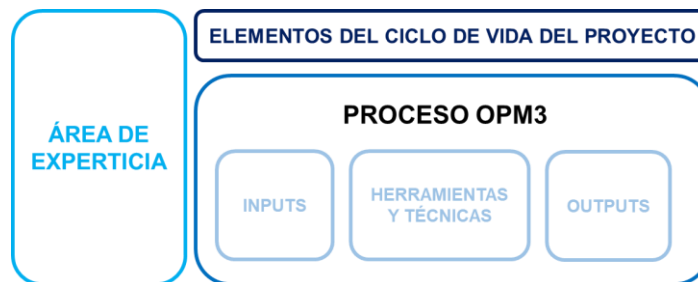 ELEMENTOS DEL CICLO DE VIDA DEL PROYECTO
ÁREA DE
EXPERTICIA
PROCESO OPM3
INPUTS
HERRAMIENTAS
Y TÉCNICAS
OUTPUTS